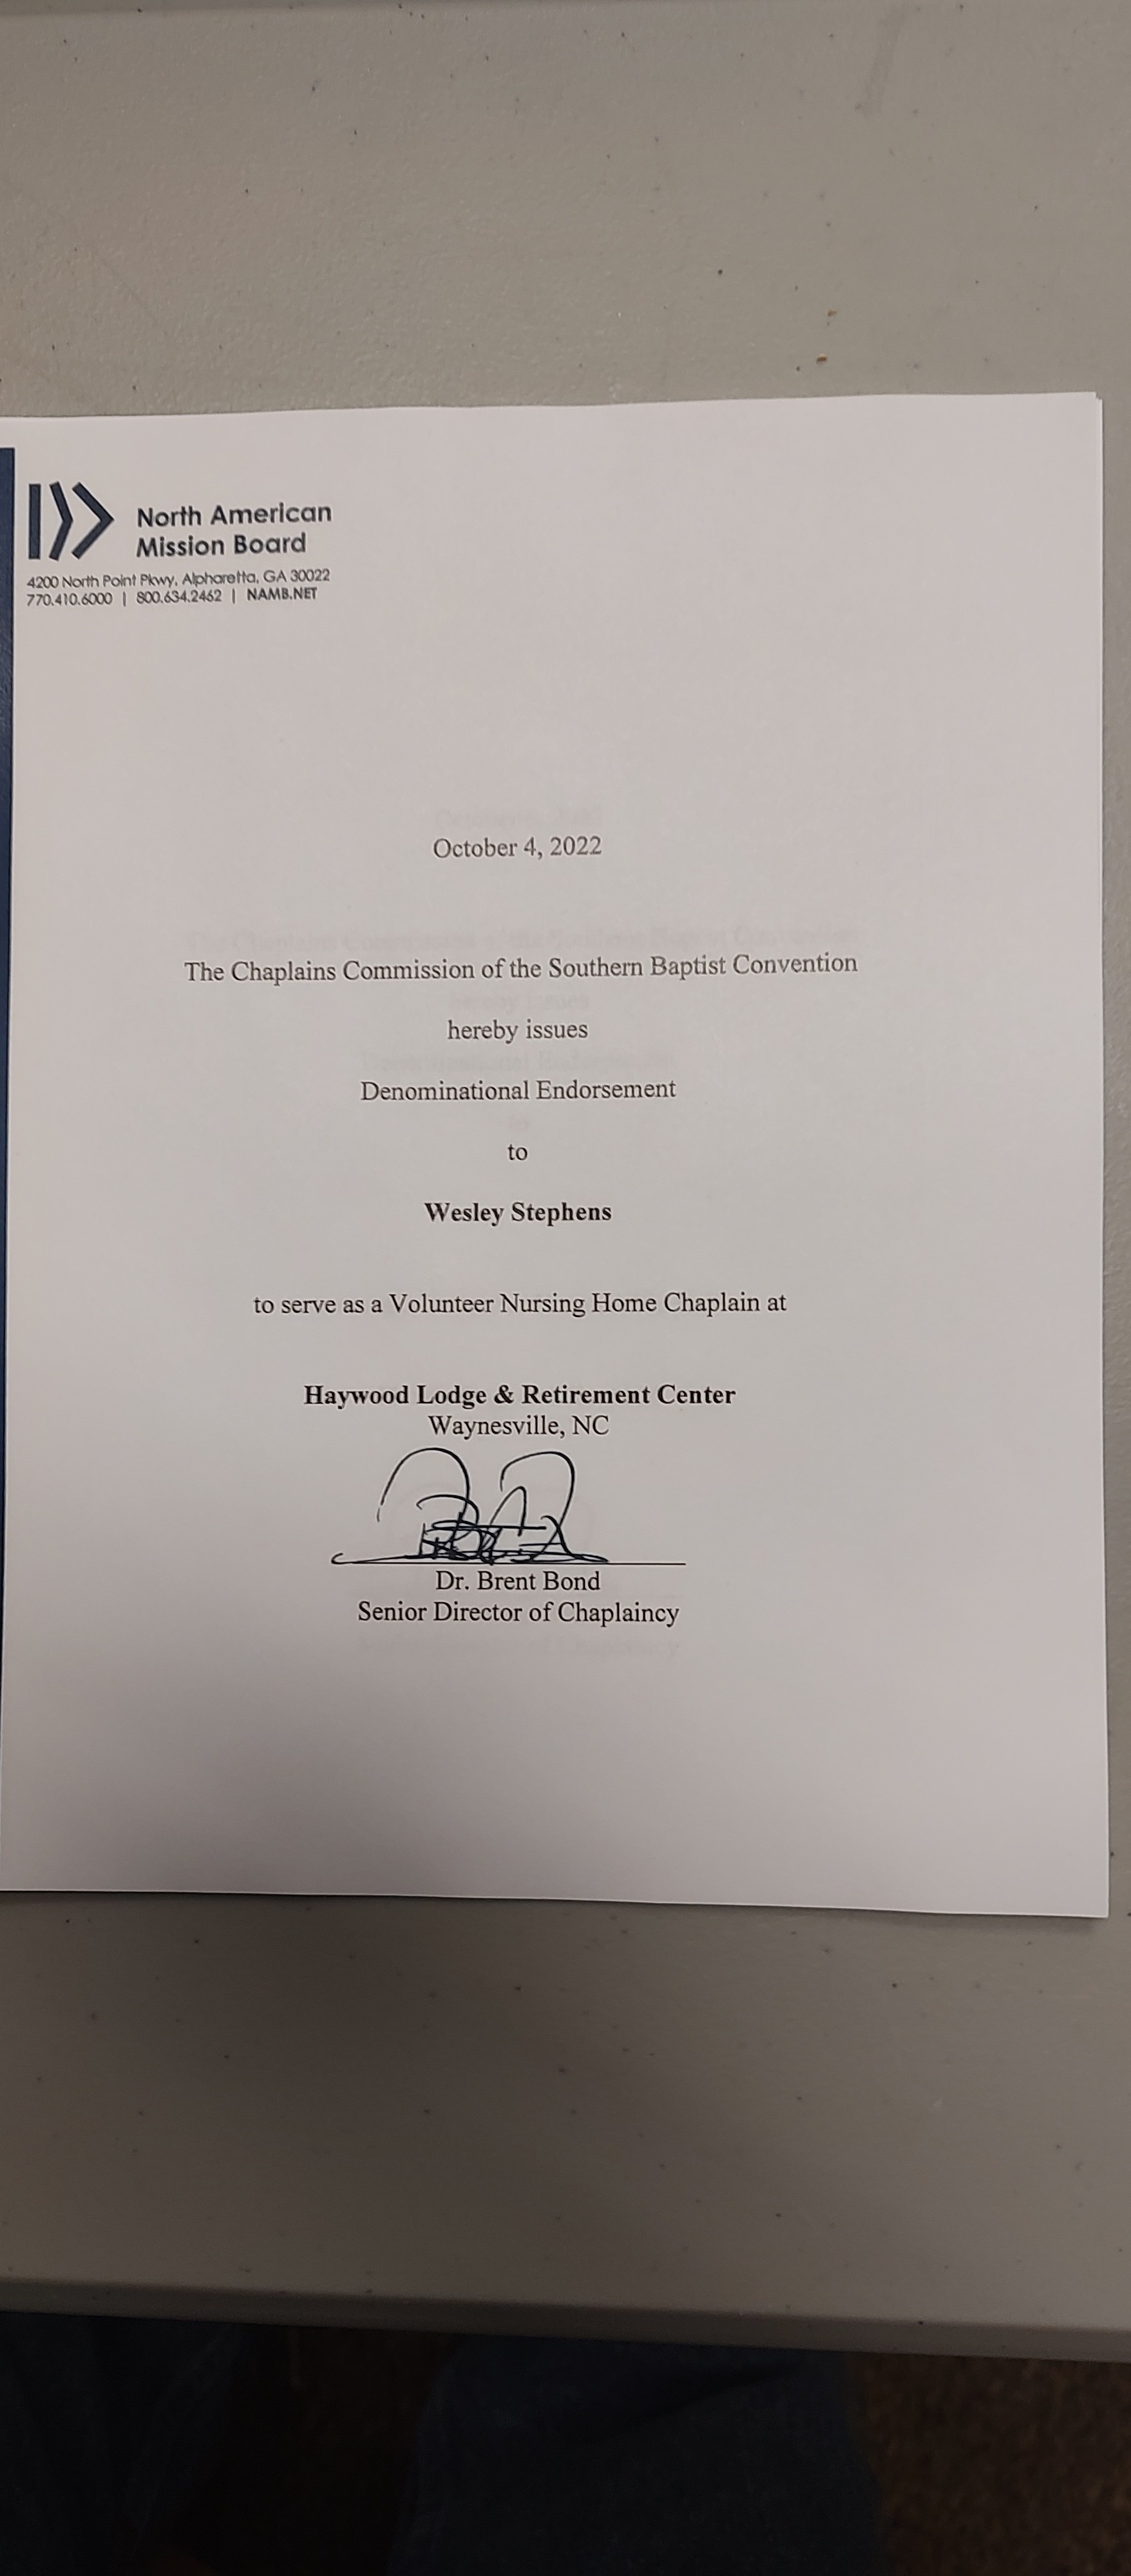 North American
Mission Board
4200 North Point Pkwy, Alpharetta, GA 30022
770.410.6000 | 800.634.2462 | NAMB.NET
October 4, 2022
The Chaplains Commission of the Southern Baptist Convention
hereby issues
Denominational Endorsement
to
Wesley Stephens
to serve as a Volunteer Nursing Home Chaplain at
Haywood Lodge & Retirement Center
Waynesville, NC
Dr. Brent Bond
Senior Director of Chaplaincy